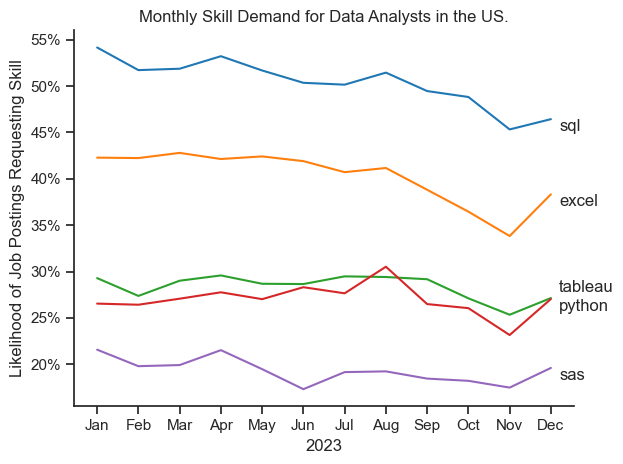 Monthly Skill Demand for Data Analysts in the US.
Likelihood of Job Postings Requesting Skill
55%
50%
45%
40%
35%
30%
25%
20%
sql
excel
tableau
python
sas
Jan Feb Mar Apr May Jun Jul Aug Sep Oct Nov Dec
2023